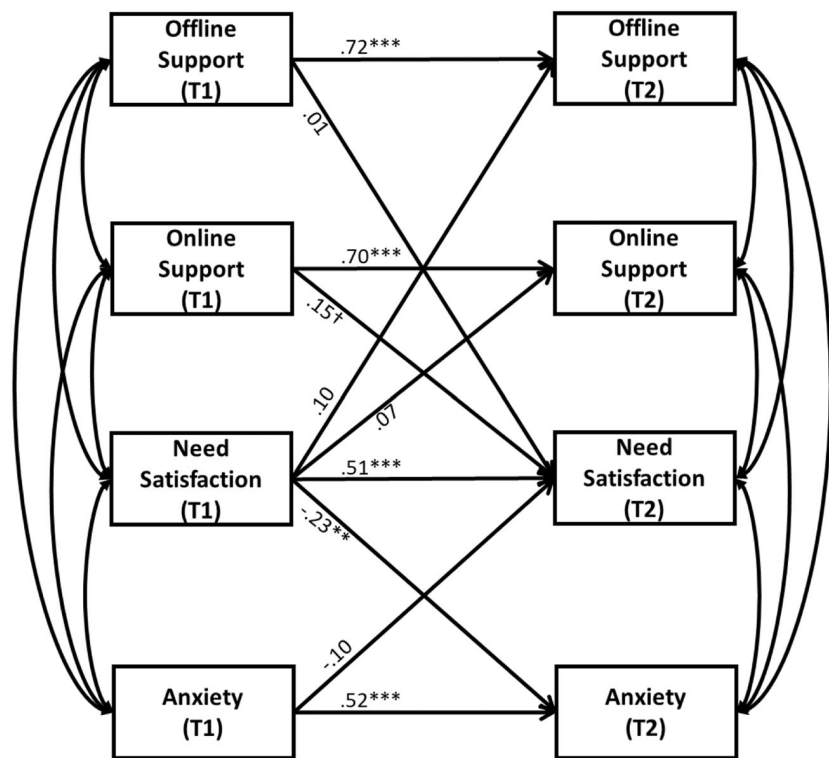 Offline
Support
(T1)
.72***
Offline
Support
(T2)
.01
Online
Support
(T1)
.70***
Online
Support
(T2)
.15†
.10
.07
Need
Satisfaction
(T1)
.51***
Need
Satisfaction
(T2)
-.23**
-.10
Anxiety
(T1)
.52***
Anxiety
(T2)